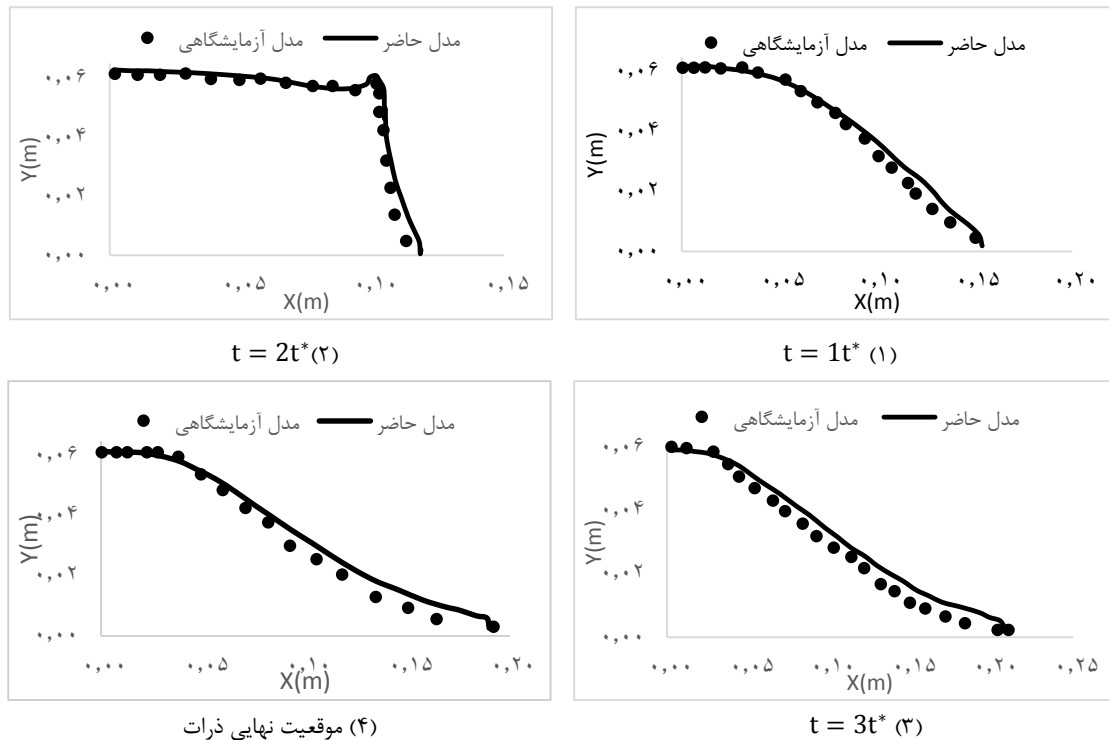 مدل حاضر مدل آزمایشگاهی
۰,۰۶
۰,۰۴
۰,۰۲
۰,۰۰
Y(m)
۰,۰۰ ۰,۰۵ ۰,۱۰ ۰,۱۵ ۰,۲۰
X(m)
t = 1t* (۱)
مدل حاضر مدل آزمایشگاهی
۰,۰۶
۰,۰۴
۰,۰۲
۰,۰۰
Y(m)
۰,۰۰ ۰,۰۵ ۰,۱۰ ۰,۱۵
X(m)
t = 2t* (۲)
مدل حاضر مدل آزمایشگاهی
۰,۰۶
۰,۰۴
۰,۰۲
۰,۰۰
Y(m)
۰,۰۰ ۰,۰۵ ۰,۱۰ ۰,۱۵ ۰,۲۰ ۰,۲۵
X(m)
t = 3t* (۳)
مدل حاضر مدل آزمایشگاهی
۰,۰۶
۰,۰۴
۰,۰۲
۰,۰۰
Y(m)
۰,۰۰ ۰,۰۵ ۰,۱۰ ۰,۱۵ ۰,۲۰
X(m)
(۴) موقعیت نهایی ذرات